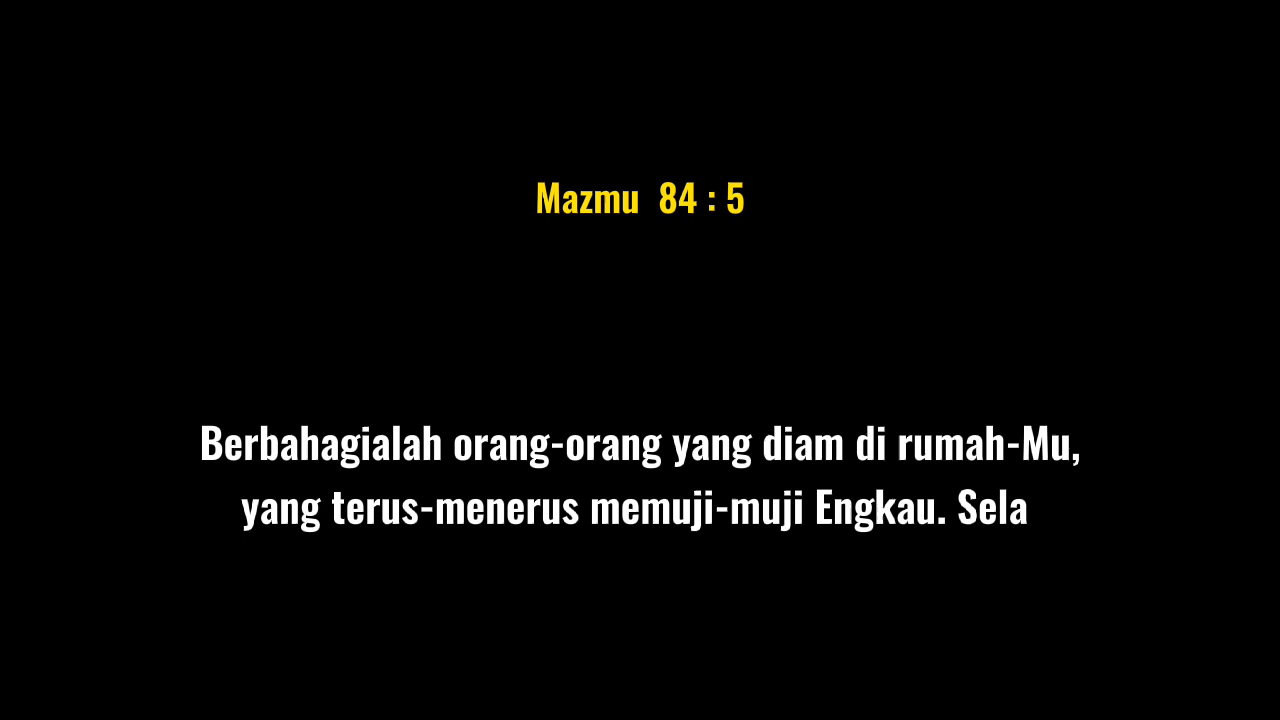 Mazmu  84 : 5
Berbahagialah orang-orang yang diam di rumah-Mu,
yang terus-menerus memuji-muji Engkau. Sela